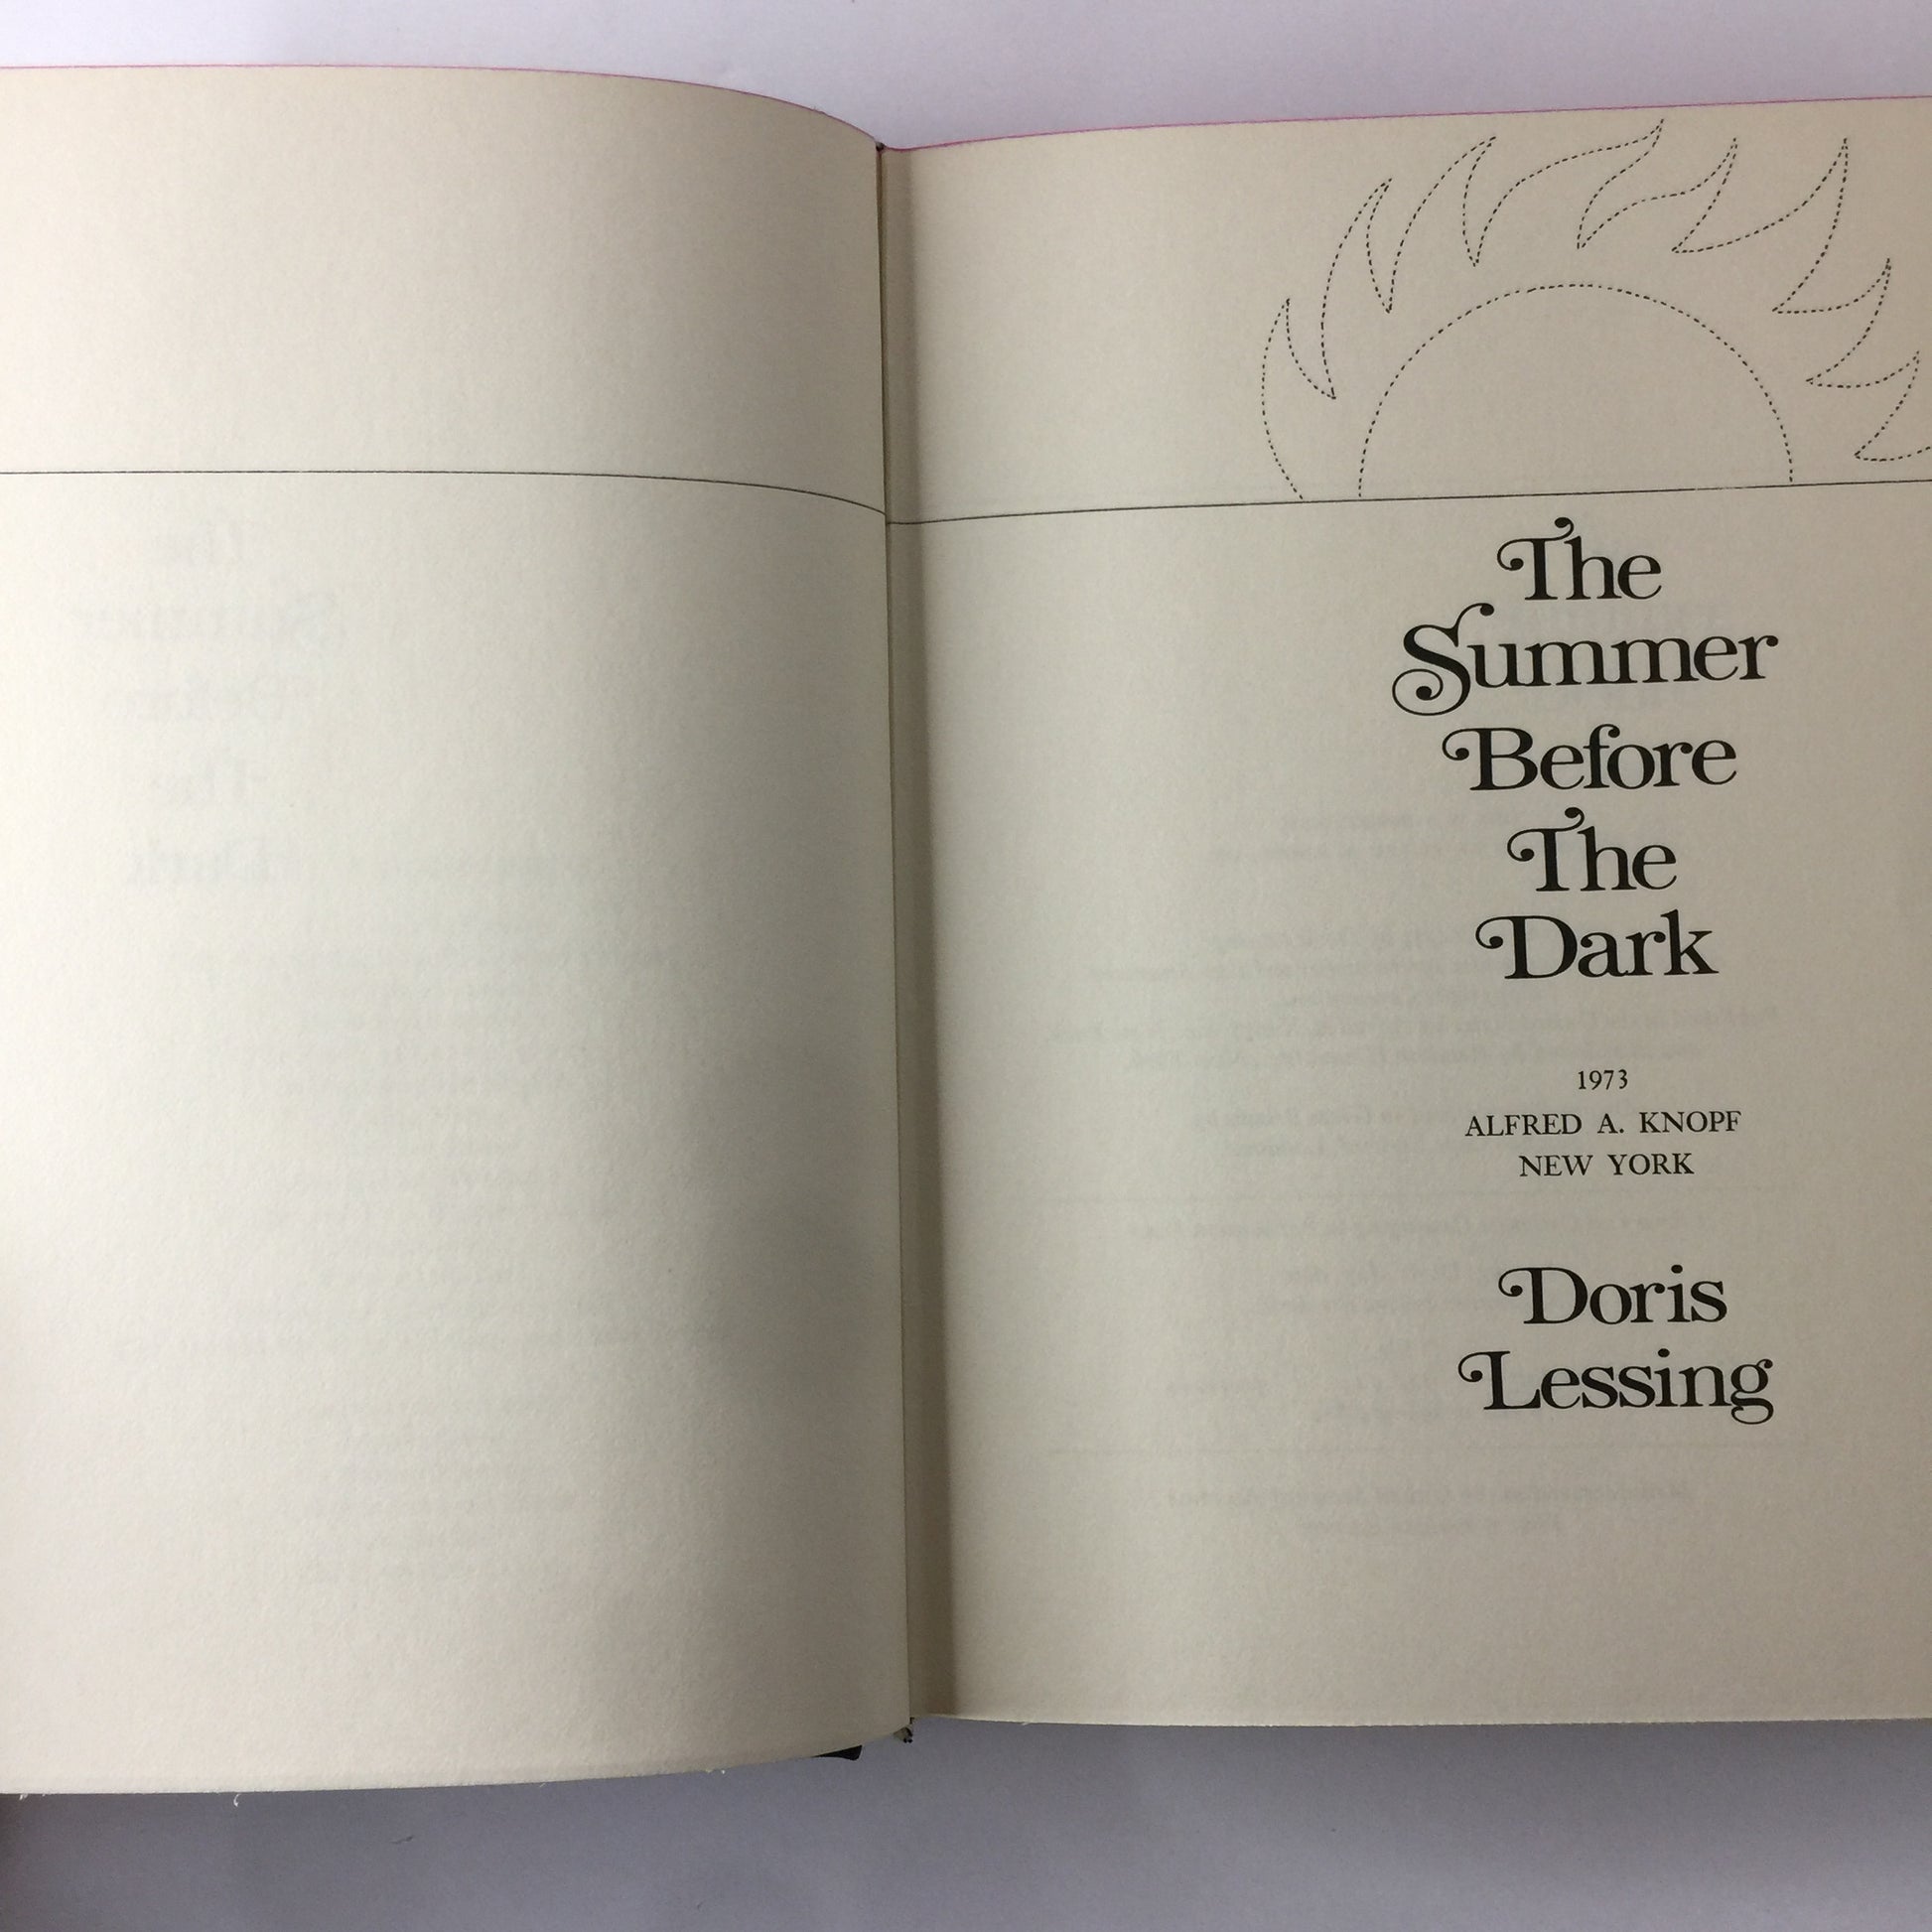 The
Summer
Before
The
Dark
1973
ALFRED A. KNOPF
NEW YORK
Doris
Lessing